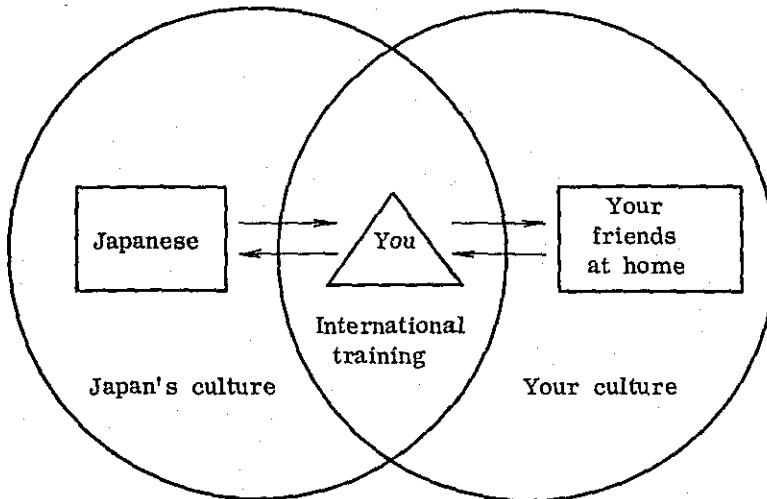 Japanese
You
Your
friends
at home
International
training
Japan's culture
Your culture